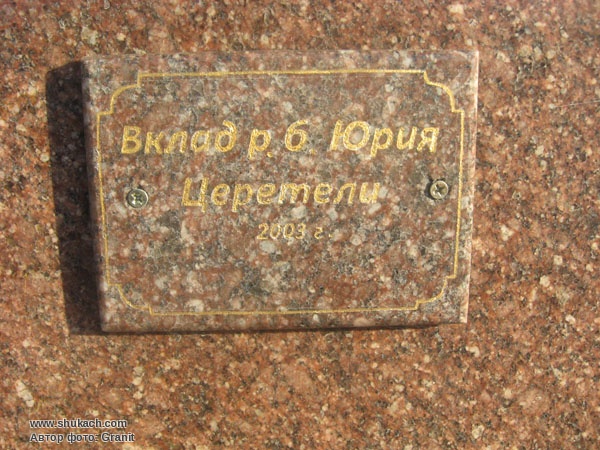 Вклад р. б. Юрия
Церетели
2003 г.
www.shukach.com
Автор фото: Granit